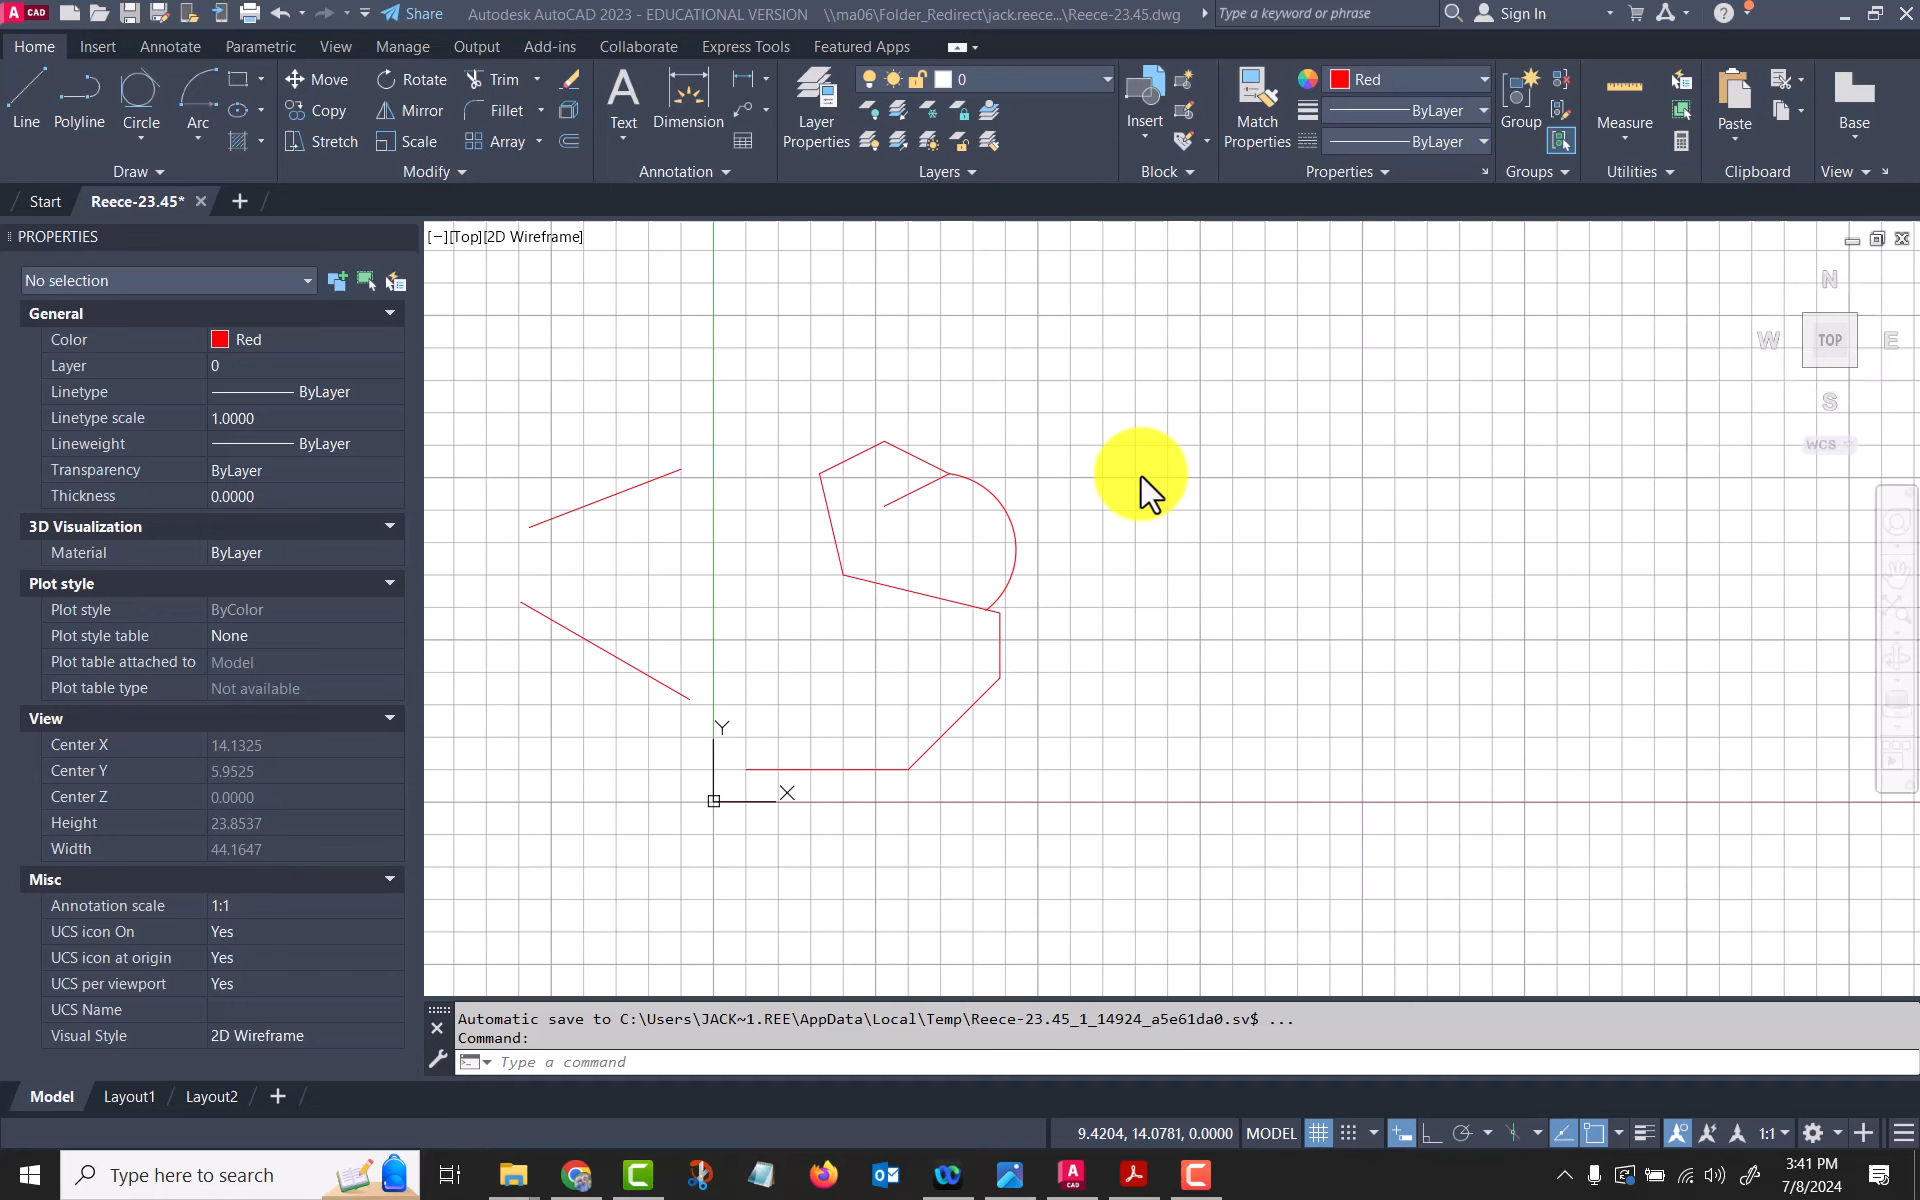 A CAD
Share
Autodesk AutoCAD 2023 - EDUCATIONAL VERSION \\ma06\Folder_Redirect\jack.reece...\Reece-23.45.dwg
Type a keyword or phrase
Sign In
Home Insert Annotate Parametric View Manage Output Add-ins Collaborate Express Tools Featured Apps
Line
Polyline
Circle
Arc
Move
Copy
Stretch
Rotate
Mirror
Scale
Trim
Fillet
Array
Text
Dimension
Layer
Properties
0
Insert
Match
Properties
Red
ByLayer
ByLayer
Group
Measure
Paste
Base
Draw Modify Annotation Layers Block Properties Groups Utilities Clipboard View
Start Reece-23.45*
PROPERTIES
No selection
General
Color Red
Layer 0
Linetype ByLayer
Linetype scale 1.0000
Lineweight ByLayer
Transparency ByLayer
Thickness 0.0000
3D Visualization
Material ByLayer
Plot style
Plot style ByColor
Plot style table None
Plot table attached to Model
Plot table type Not available
View
Center X 14.1325
Center Y 5.9525
Center Z 0.0000
Height 23.8537
Width 44.1647
Misc
Annotation scale 1:1
UCS icon On Yes
UCS icon at origin Yes
UCS per viewport Yes
UCS Name
Visual Style 2D Wireframe
[−][Top][2D Wireframe]
N
W TOP E
S
WCS
Y
X
Automatic save to C:\Users\JACK~1.REE\AppData\Local\Temp\Reece-23.45_1_14924_a5e61da0.sv$ ...
Command:
Type a command
Model Layout1 Layout2
9.4204, 14.0781, 0.0000 MODEL 1:1
Type here to search
3:41 PM
7/8/2024